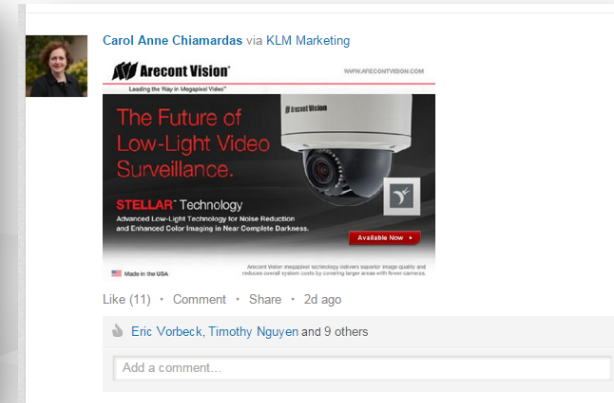 Carol Anne Chiamardas via KLM Marketing
Arecont Vision®
WWW.ARECONTVISION.COM
Leading the Way in Megapixel Video™
Arecont Vision
The Future of
Low-Light Video
Surveillance.
STELLAR™ Technology
Advanced Low-Light Technology for Noise Reduction
and Enhanced Color Imaging in Near Complete Darkness.
Available Now
Made in the USA
Arecont Vision megapixel technology delivers superior image quality and
reduces overall system costs by covering larger areas with fewer cameras.
Like (11) · Comment · Share · 2d ago
Eric Vorbeck, Timothy Nguyen and 9 others
Add a comment...